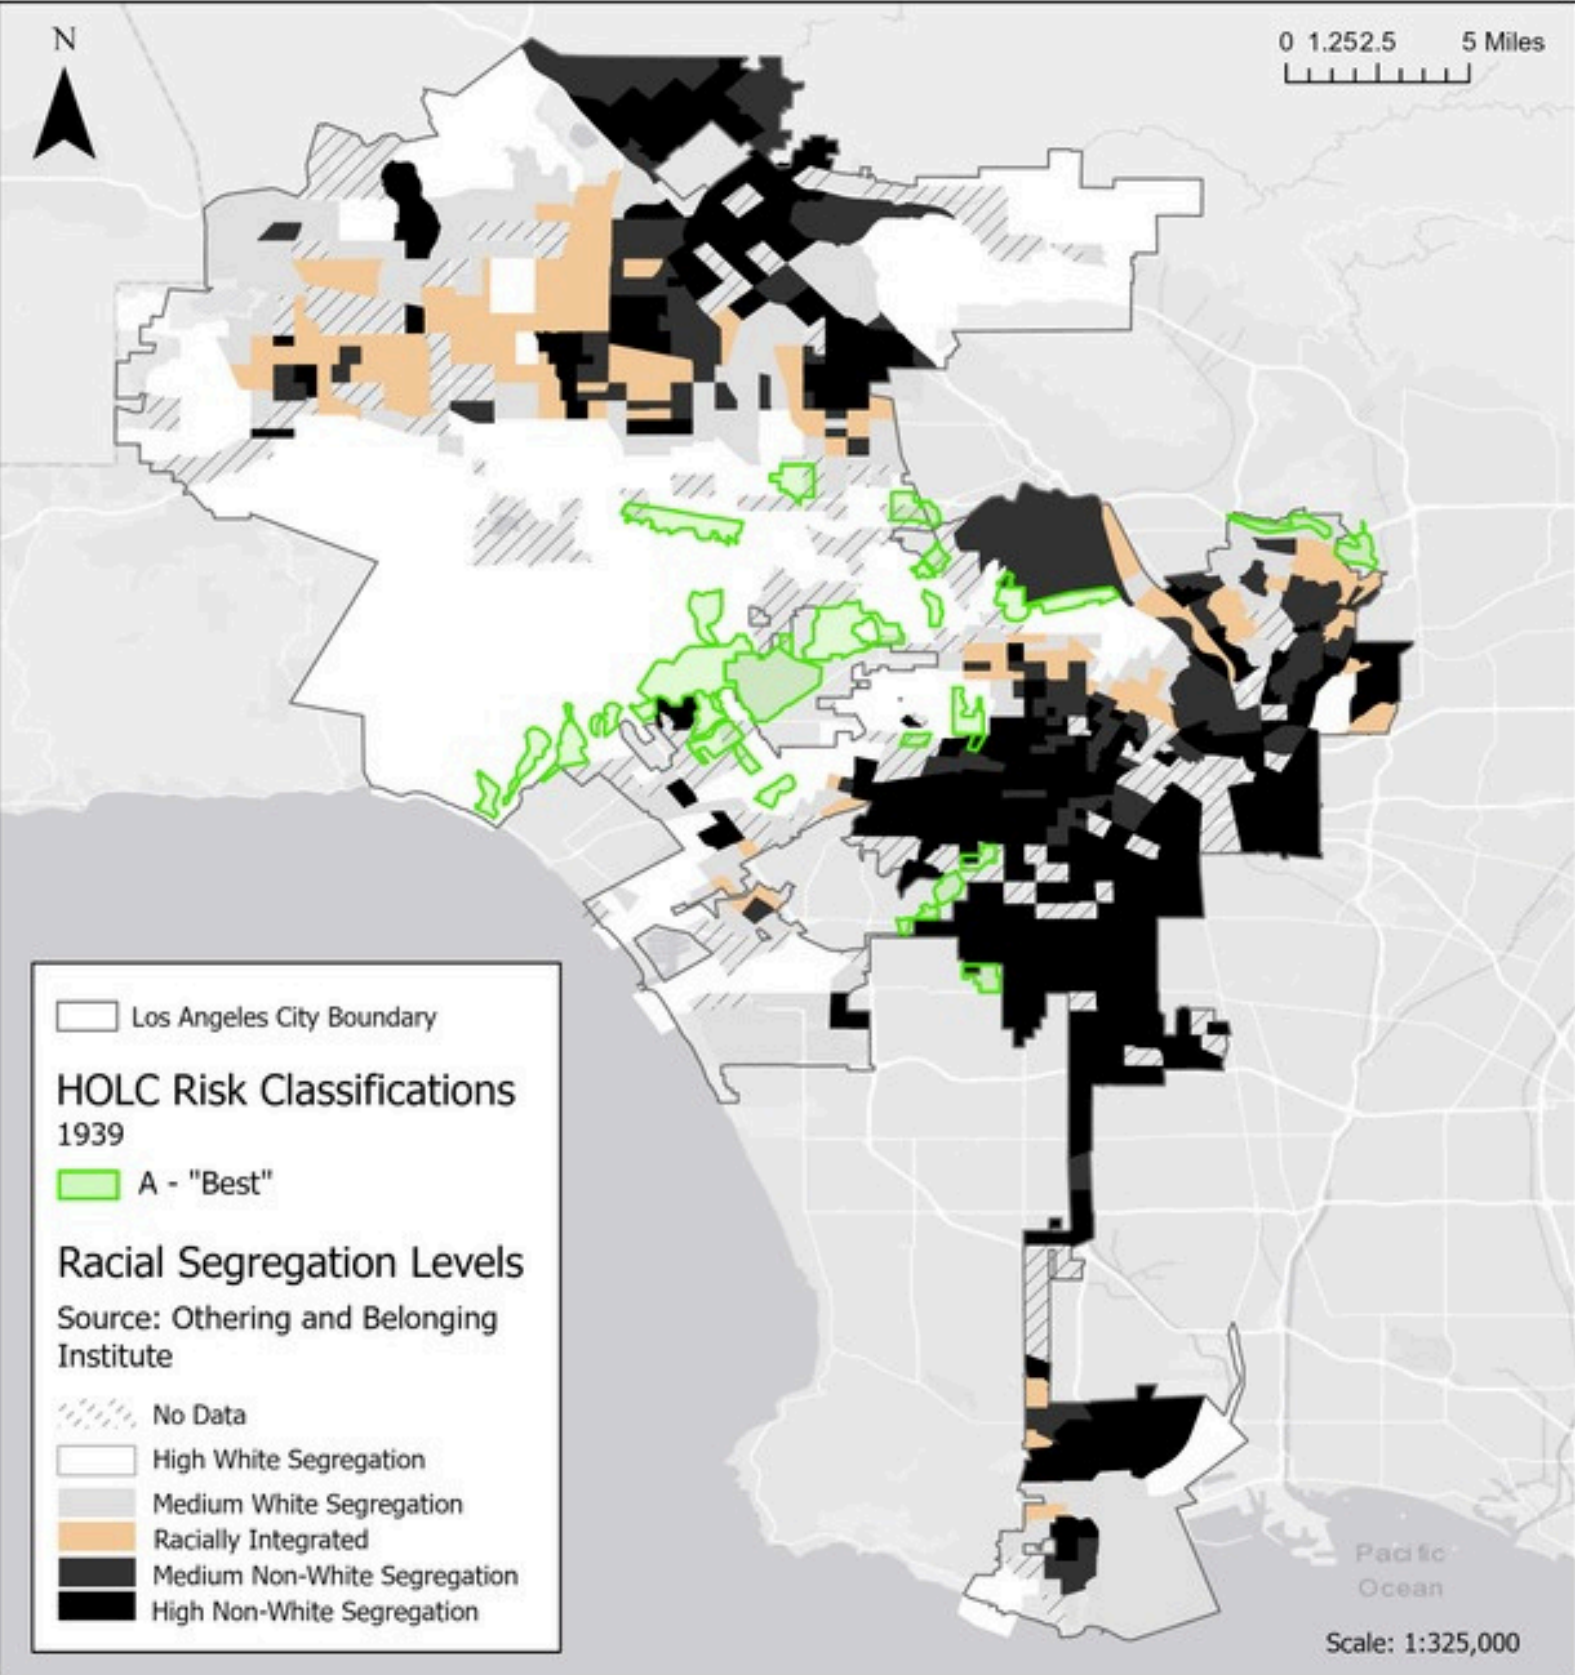 N
0 1.252.5 5 Miles
Los Angeles City Boundary
HOLC Risk Classifications
1939
A - "Best"
Racial Segregation Levels
Source: Othering and Belonging
Institute
No Data
High White Segregation
Medium White Segregation
Racially Integrated
Medium Non-White Segregation
High Non-White Segregation
Pacific
Ocean
Scale: 1:325,000